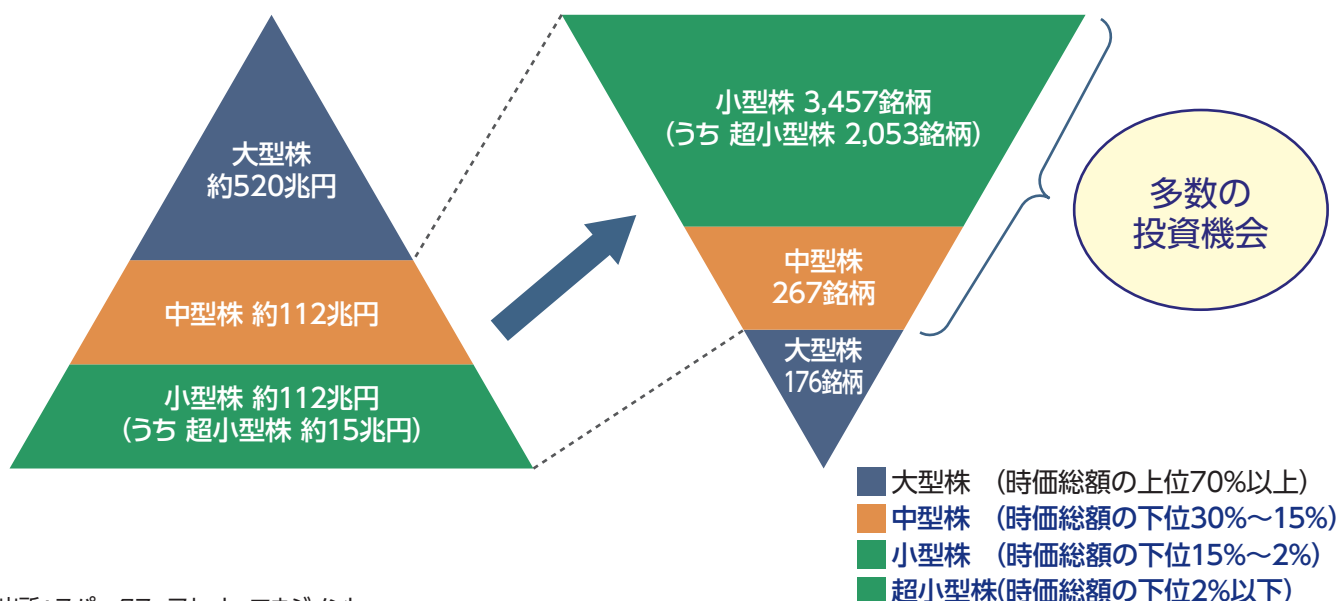 大型株
約520兆円
中型株 約112兆円
小型株 約112兆円
(うち 超小型株 約15兆円)
小型株 3,457銘柄
(うち 超小型株 2,053銘柄)
中型株
267銘柄
大型株
176銘柄
多数の
投資機会
大型株 (時価総額の上位70%以上)
中型株 (時価総額の下位30%～15%)
小型株 (時価総額の下位15%～2%)
超小型株(時価総額の下位2%以下)